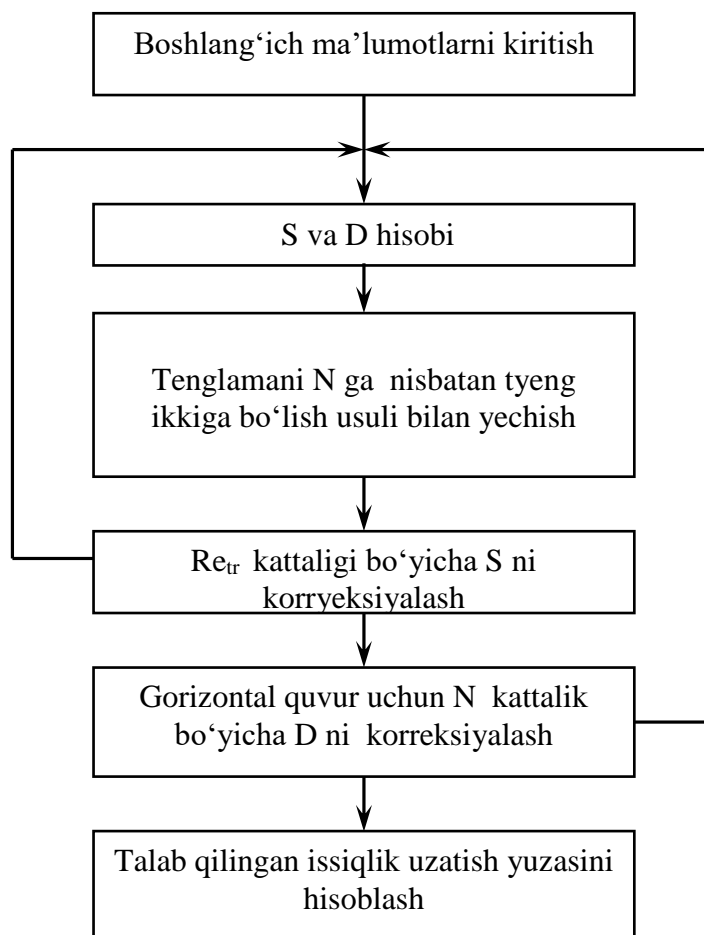 Boshlang‘ich ma’lumotlarni kiritish
S va D hisobi
Tenglamani N ga nisbatan tyeng
ikkiga bo‘lish usuli bilan yechish
Retr kattaligi bo‘yicha S ni
korryeksiyalash
Gorizontal quvur uchun N kattalik
bo‘yicha D ni korreksiyalash
Talab qilingan issiqlik uzatish yuzasini
hisoblash